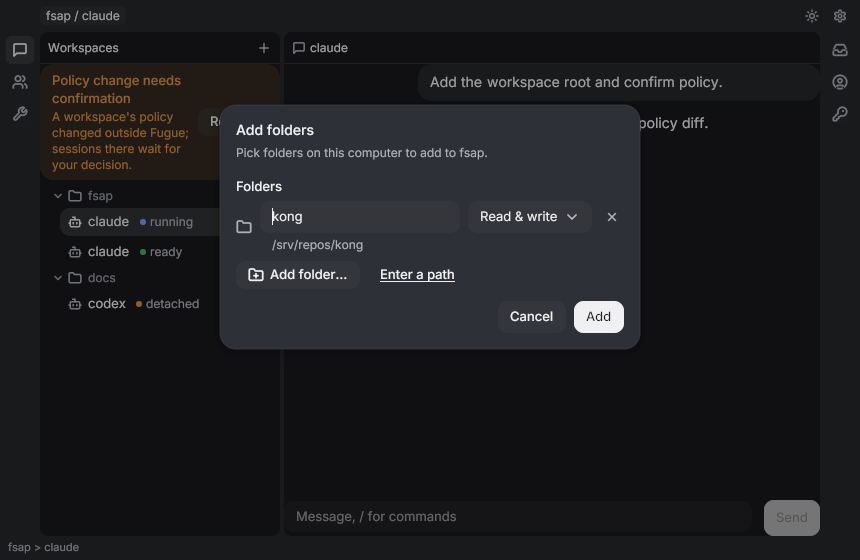 fsap / claude
Workspaces
claude
Policy change needs
confirmation
A workspace's policy
changed outside Fugue;
sessions there wait for
your decision.
Add the workspace root and confirm policy.
policy diff.
Add folders
Pick folders on this computer to add to fsap.
Folders
kong
Read & write
/srv/repos/kong
Add folder...
Enter a path
Cancel
Add
fsap
claude running
claude ready
docs
codex detached
Message, / for commands
Send
fsap > claude